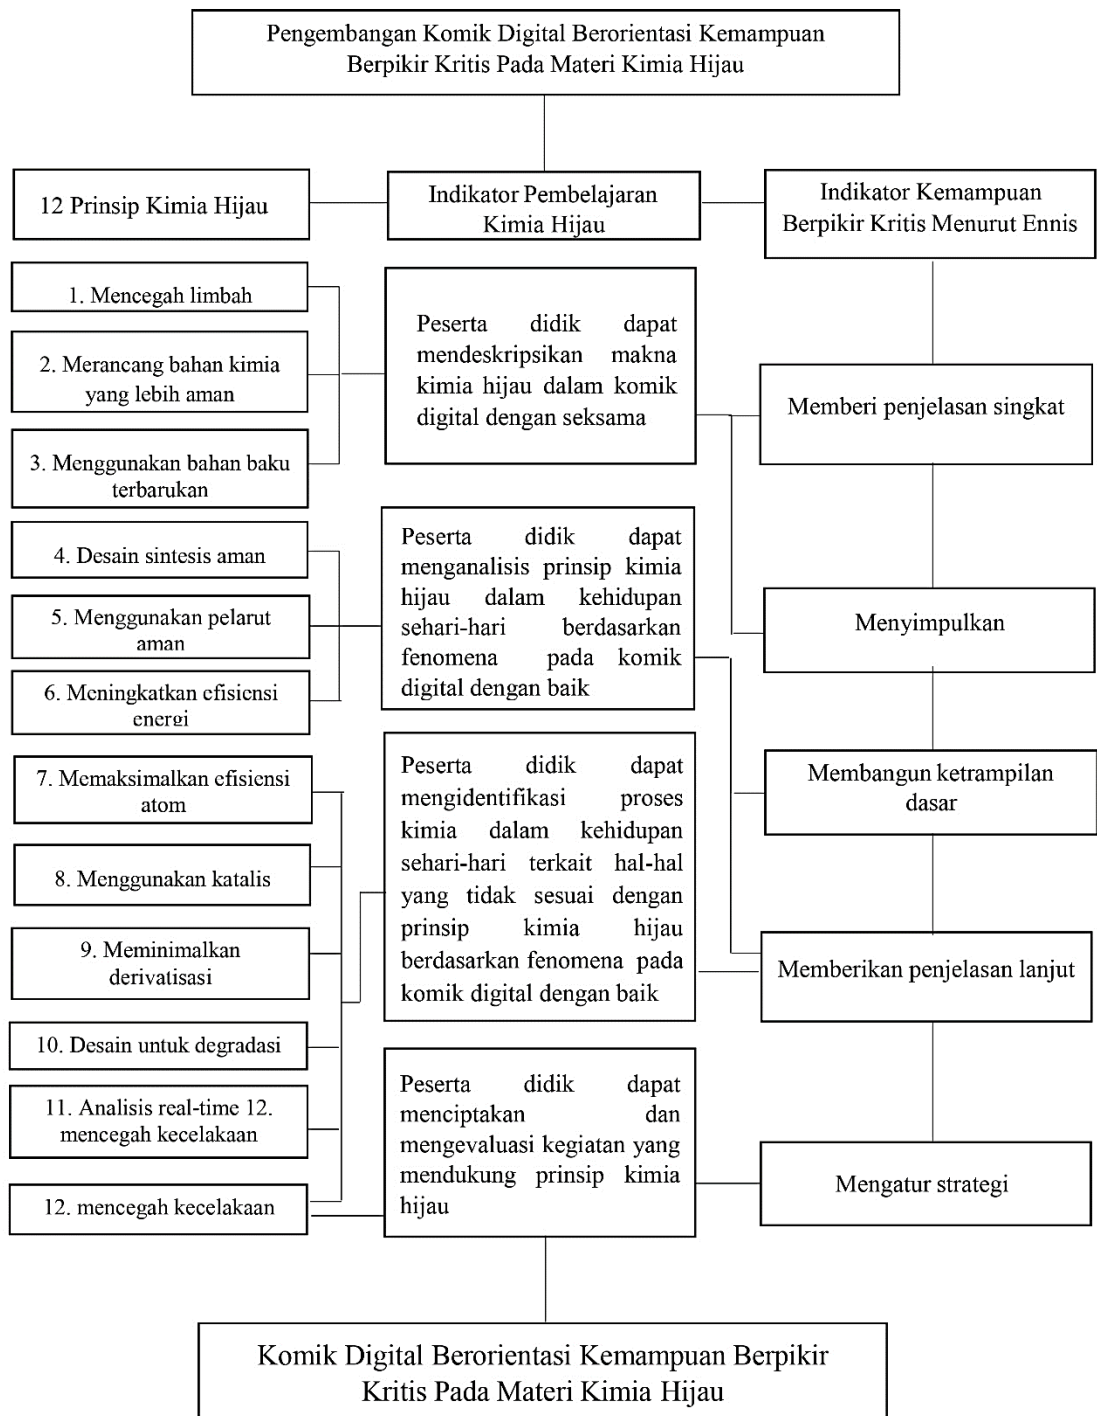 Pengembangan Komik Digital Berorientasi Kemampuan
Berpikir Kritis Pada Materi Kimia Hijau
12 Prinsip Kimia Hijau
Indikator Pembelajaran
Kimia Hijau
Indikator Kemampuan
Berpikir Kritis Menurut Ennis
1. Mencegah limbah
2. Merancang bahan kimia
yang lebih aman
3. Menggunakan bahan baku
terbarukan
4. Desain sintesis aman
5. Menggunakan pelarut
aman
6. Meningkatkan efisiensi
energi
7. Memaksimalkan efisiensi
atom
8. Menggunakan katalis
9. Meminimalkan
derivatisasi
10. Desain untuk degradasi
11. Analisis real-time 12.
mencegah kecelakaan
12. mencegah kecelakaan
Peserta didik dapat
mendeskripsikan makna
kimia hijau dalam komik
digital dengan seksama
Peserta didik dapat
menganalisis prinsip kimia
hijau dalam kehidupan
sehari-hari berdasarkan
fenomena pada komik
digital dengan baik
Peserta didik dapat
mengidentifikasi proses
kimia dalam kehidupan
sehari-hari terkait hal-hal
yang tidak sesuai dengan
prinsip kimia hijau
berdasarkan fenomena pada
komik digital dengan baik
Peserta didik dapat
menciptakan dan
mengevaluasi kegiatan yang
mendukung prinsip kimia
hijau
Memberi penjelasan singkat
Menyimpulkan
Membangun ketrampilan
dasar
Memberikan penjelasan lanjut
Mengatur strategi
Komik Digital Berorientasi Kemampuan Berpikir
Kritis Pada Materi Kimia Hijau